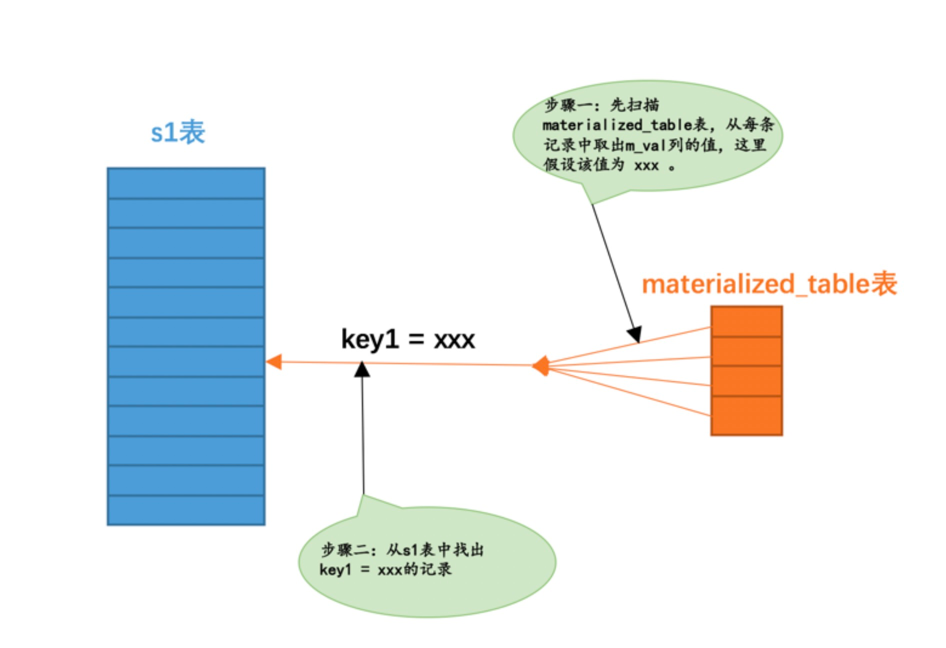 步骤一：先扫描
materialized_table表，从每条
记录中取出m_val列的值，这里
假设该值为 xxx 。
s1表
materialized_table表
key1 = xxx
步骤二：从s1表中找出
key1 = xxx的记录